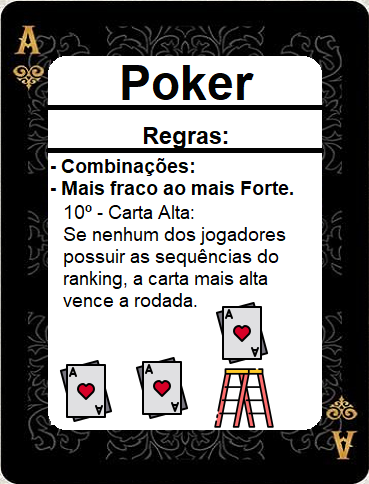 A
Poker
Regras:
- Combinações:
- Mais fraco ao mais Forte.
10º - Carta Alta:
Se nenhum dos jogadores
possuir as sequências do
ranking, a carta mais alta
vence a rodada.
A
A
A
A
A
A
A